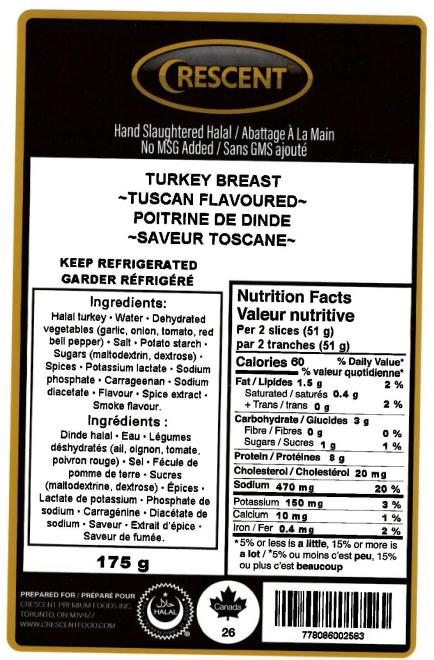 CRESCENT
Hand Slaughtered Halal / Abattage À La Main
No MSG Added / Sans GMS ajouté
TURKEY BREAST
~TUSCAN FLAVOURED~
POITRINE DE DINDE
~SAVEUR TOSCANE~
KEEP REFRIGERATED
GARDER RÉFRIGÉRÉ
Ingredients:
Halal turkey • Water • Dehydrated
vegetables (garlic, onion, tomato, red
bell pepper) • Salt • Potato starch •
Sugars (maltodextrin, dextrose) •
Spices • Potassium lactate • Sodium
phosphate • Carrageenan • Sodium
diacetate • Flavour • Spice extract •
Smoke flavour.
Ingrédients :
Dinde halal • Eau • Légumes
déshydratés (ail, oignon, tomate,
poivron rouge) • Sel • Fécule de
pomme de terre • Sucres
(maltodextrine, dextrose) • Épices •
Lactate de potassium • Phosphate de
sodium • Carragénine • Diacétate de
sodium • Saveur • Extrait d'épice •
Saveur de fumée.
175 g
Nutrition Facts
Valeur nutritive
Per 2 slices (51 g)
par 2 tranches (51 g)
Calories 60 % Daily Value*
% valeur quotidienne*
Fat / Lipides 1.5 g 2 %
Saturated / saturés 0.4 g
+ Trans / trans 0 g 2 %
Carbohydrate / Glucides 3 g
Fibre / Fibres 0 g 0 %
Sugars / Sucres 1 g 1 %
Protein / Protéines 8 g
Cholesterol / Cholestérol 20 mg
Sodium 470 mg 20 %
Potassium 150 mg 3 %
Calcium 10 mg 1 %
Iron / Fer 0.4 mg 2 %
*5% or less is a little, 15% or more is
a lot / *5% ou moins c'est peu, 15%
ou plus c'est beaucoup
PREPARED FOR / PRÉPARÉ POUR
CRESCENT PREMIUM FOODS INC.
TORONTO, ON M1V4Z7
WWW.CRESCENTFOOD.COM
حلال
HALAL
Canada
26
778086002583